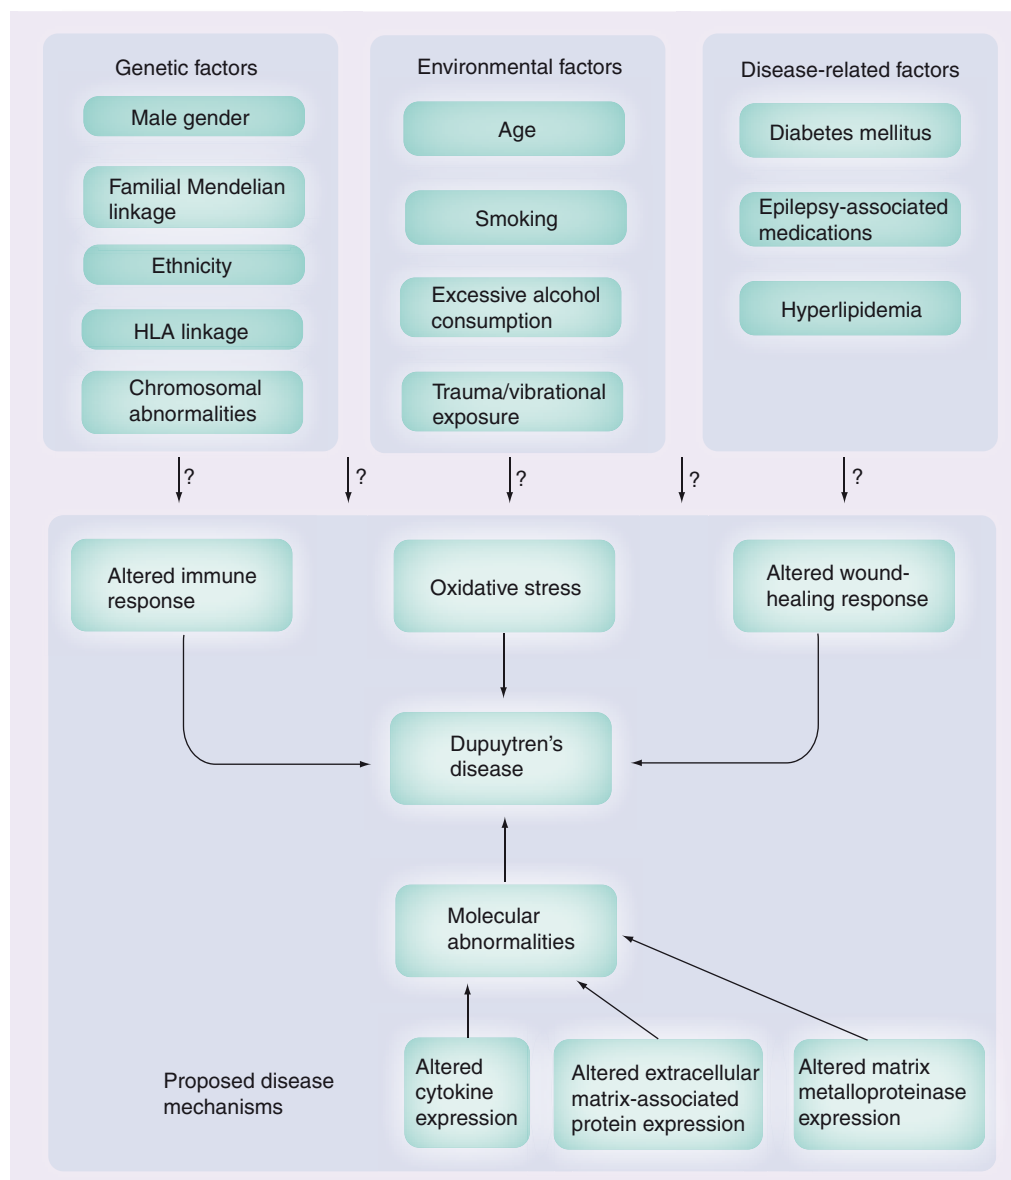 Genetic factors
Male gender
Familial Mendelian
linkage
Ethnicity
HLA linkage
Chromosomal
abnormalities
Environmental factors
Age
Smoking
Excessive alcohol
consumption
Trauma/vibrational
exposure
Disease-related factors
Diabetes mellitus
Epilepsy-associated
medications
Hyperlipidemia
?
?
?
?
?
Altered immune
response
Oxidative stress
Altered wound-
healing response
Dupuytren’s
disease
Molecular
abnormalities
Proposed disease
mechanisms
Altered
cytokine
expression
Altered extracellular
matrix-associated
protein expression
Altered matrix
metalloproteinase
expression